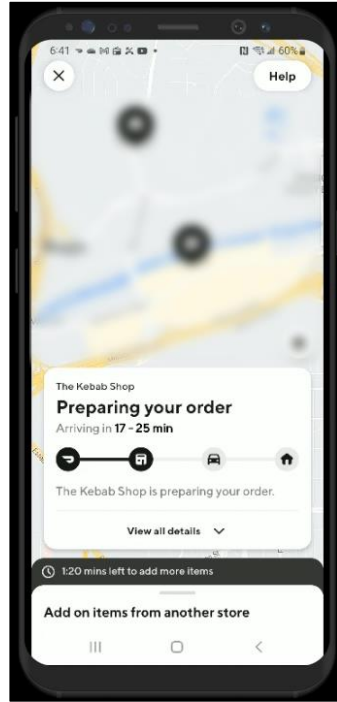 6:41
60%
Help
The Kebab Shop
Preparing your order
Arriving in 17 - 25 min
The Kebab Shop is preparing your order.
View all details
1:20 mins left to add more items
Add on items from another store